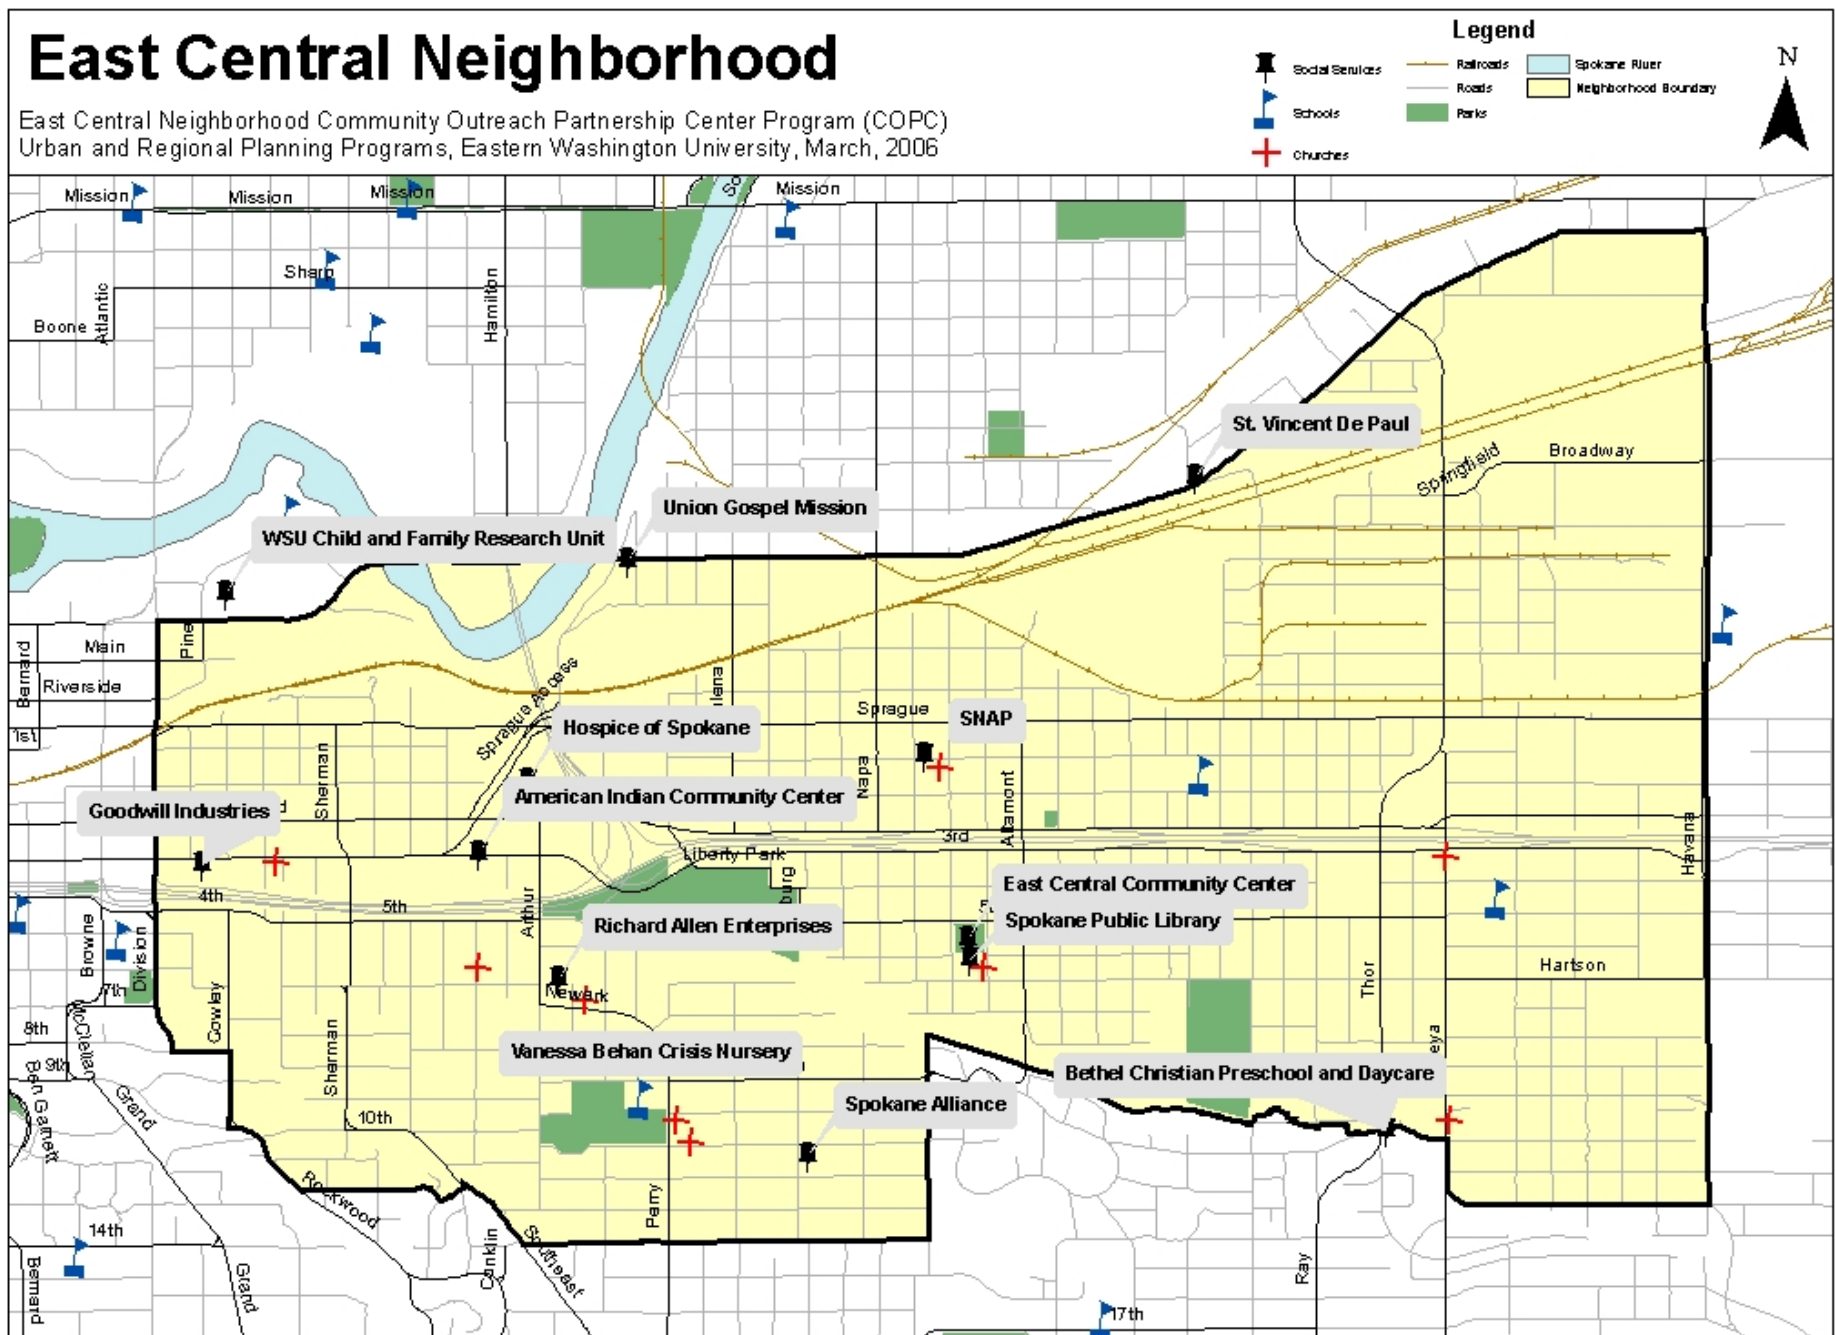 East Central Neighborhood
East Central Neighborhood Community Outreach Partnership Center Program (COPC)
Urban and Regional Planning Programs, Eastern Washington University, March, 2006
Legend
Social Services
Schools
Churches
Railroads
Roads
Parks
Spokane River
Neighborhood Boundary
N
Mission
Mission
Mission
Mission
Sharp
Atlantic
Hamilton
Boone
St. Vincent De Paul
Springfield
Broadway
Union Gospel Mission
WSU Child and Family Research Unit
Pine
Main
Bernard
Riverside
1st
Sprague Access
Hospice of Spokane
Sprague
SNAP
Sherman
Napa
Altamont
American Indian Community Center
Goodwill Industries
3rd
Havana
Liberty Park
East Central Community Center
4th
5th
Arthur
Spokane Public Library
Richard Allen Enterprises
Browne
Division
Hartson
Thor
7th
Newark
Cowley
8th
McClellan
9th
Sherman
Vanessa Behan Crisis Nursery
Bethel Christian Preschool and Daycare
Ben Garnett
Grand
Spokane Alliance
10th
Rockwood
Perry
14th
Conklin
Southeast
Bernard
Grand
Ray
17th